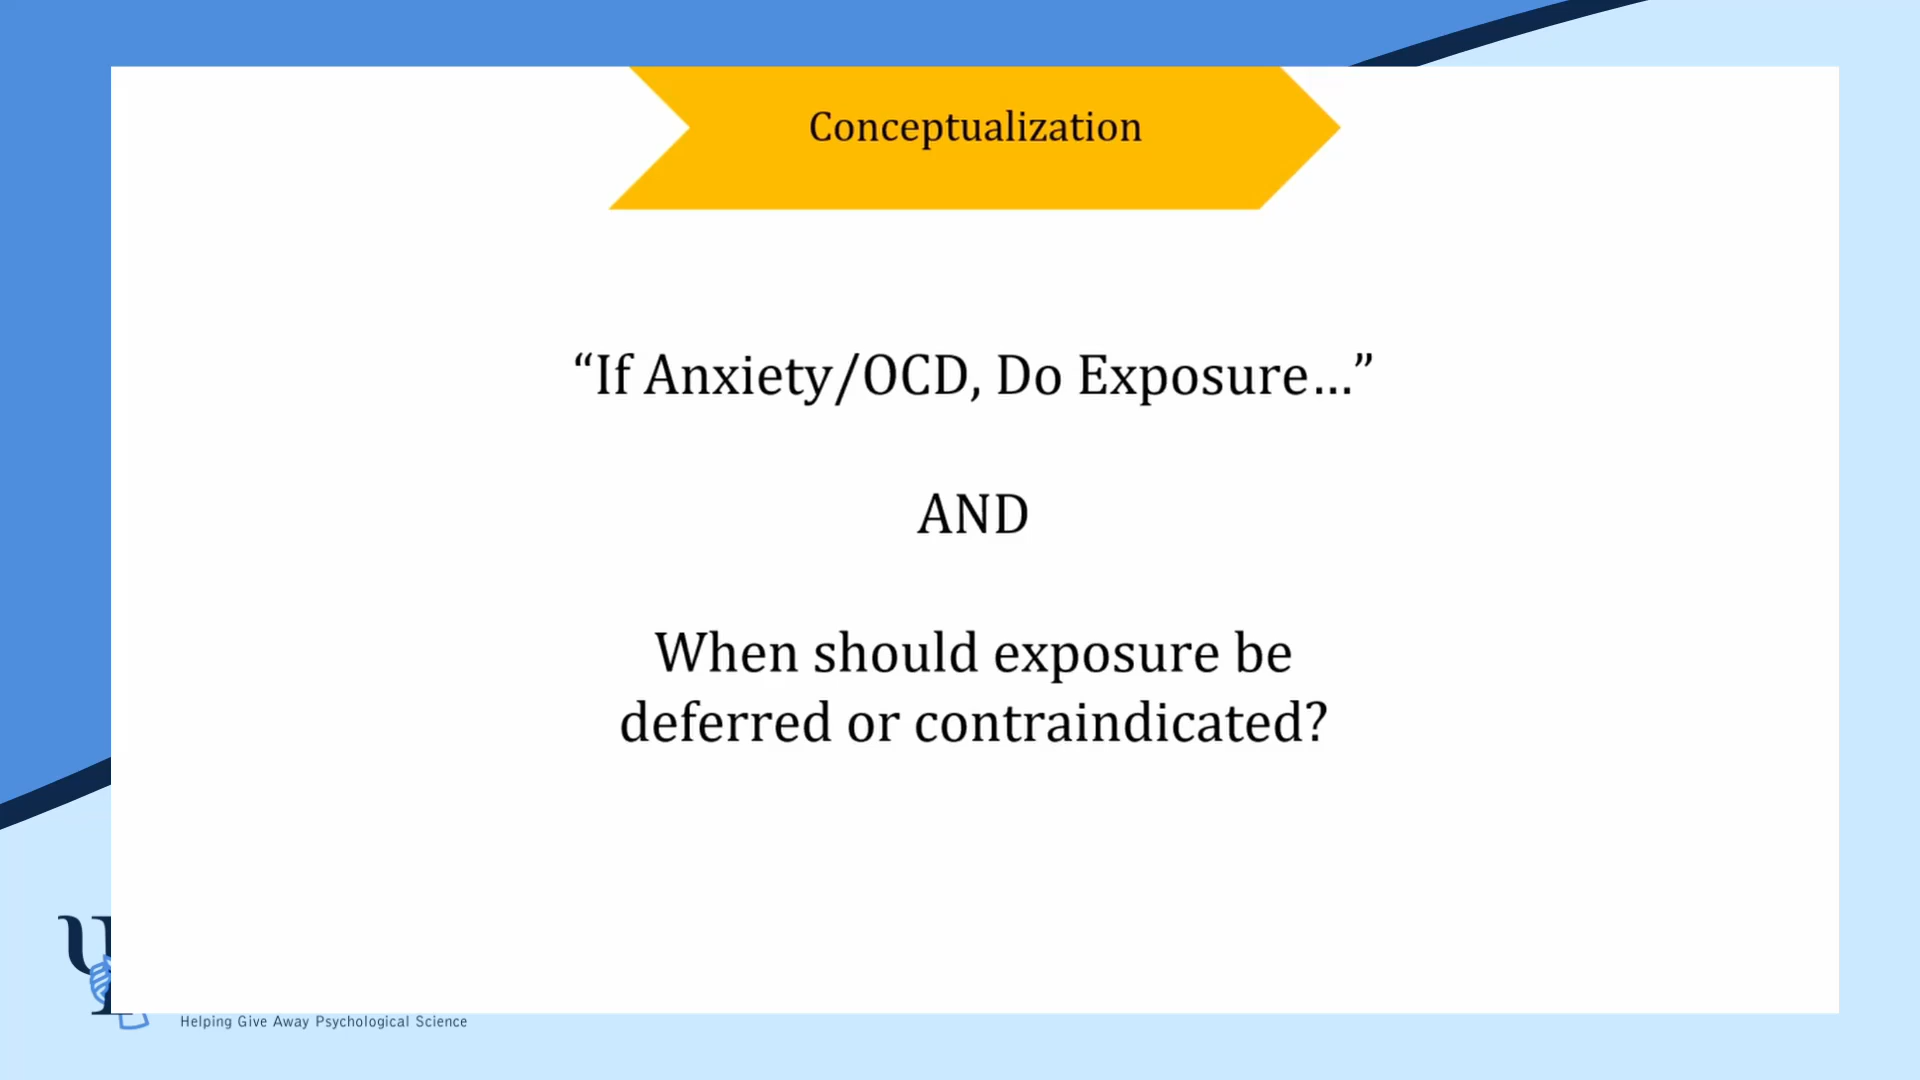 Conceptualization
“If Anxiety/OCD, Do Exposure...”
AND
When should exposure be
deferred or contraindicated?
Helping Give Away Psychological Science